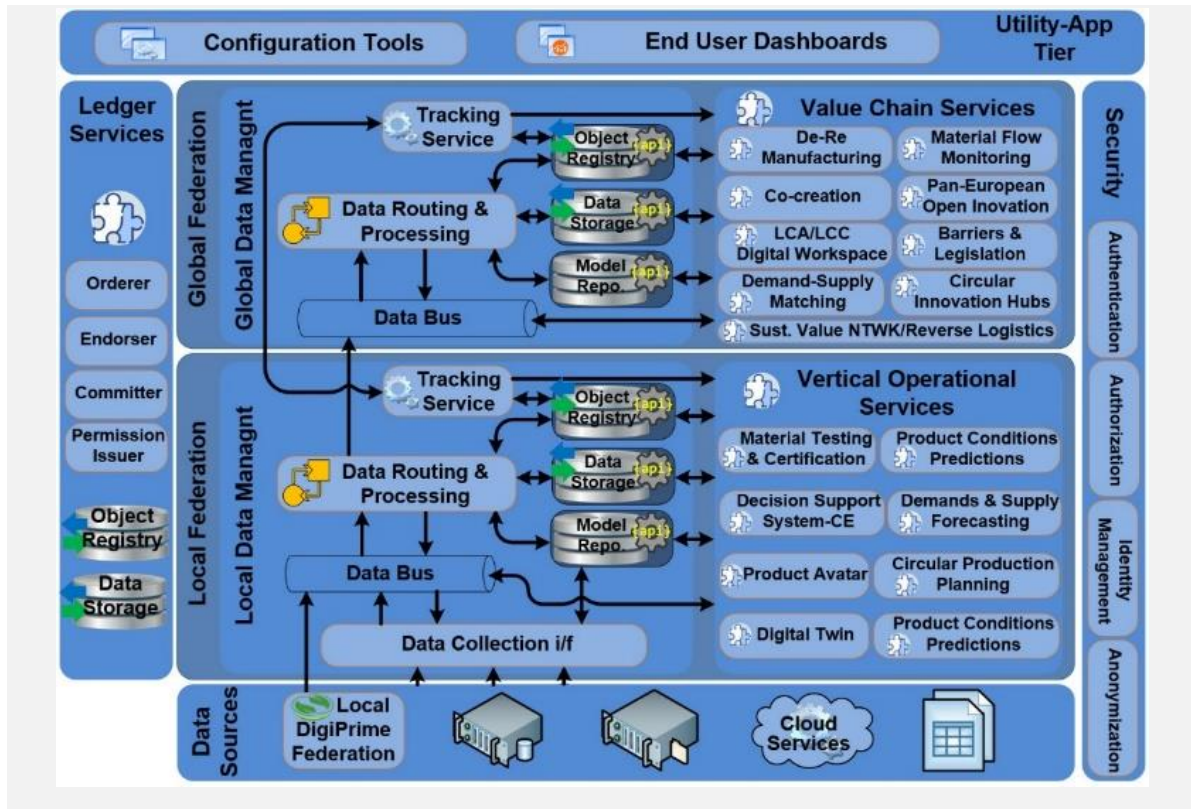 Configuration Tools
End User Dashboards
Utility-App
Tier
Ledger
Services
Orderer
Endorser
Committer
Permission
Issuer
Object
Registry
Data
Storage
Global Federation
Global Data Managnt
Tracking
Service
Object
Registry
{api}
Data Routing &
Processing
Data
Storage
{api}
Model
Repo.
{api}
Data Bus
Value Chain Services
De-Re
Manufacturing
Material Flow
Monitoring
Co-creation
Pan-European
Open Inovation
LCA/LCC
Digital Workspace
Barriers &
Legislation
Demand-Supply
Matching
Circular
Innovation Hubs
Sust. Value NTWK/Reverse Logistics
Local Federation
Local Data Managnt
Tracking
Service
Object
Registry
{api}
Data Routing &
Processing
Data
Storage
{api}
Model
Repo.
{api}
Data Bus
Data Collection i/f
Vertical Operational
Services
Material Testing
& Certification
Product Conditions
Predictions
Decision Support
System-CE
Demands & Supply
Forecasting
Product Avatar
Circular Production
Planning
Digital Twin
Product Conditions
Predictions
Security
Authentication
Authorization
Identity
Management
Anonymization
Data
Sources
Local
DigiPrime
Federation
Cloud
Services